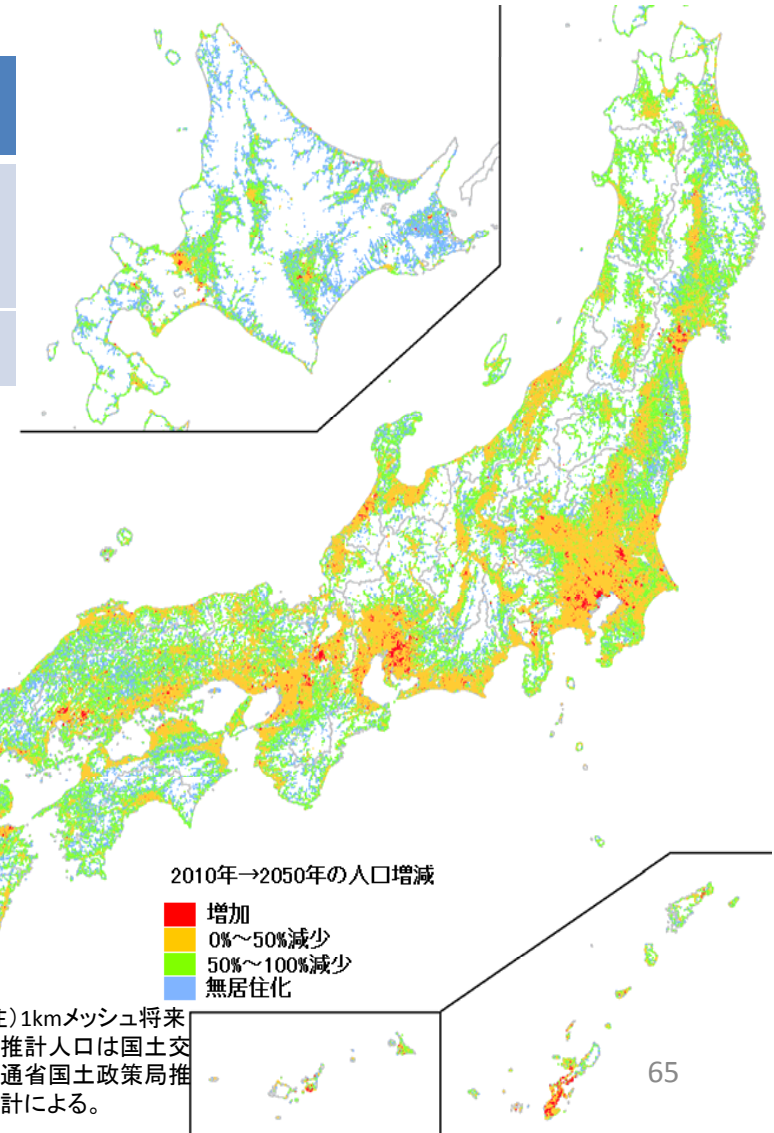 2010年→2050年の人口増減
増加
0%～50%減少
50%～100%減少
無居住化
注）1kmメッシュ将来
推計人口は国土交
通省国土政策局推
計による。
65